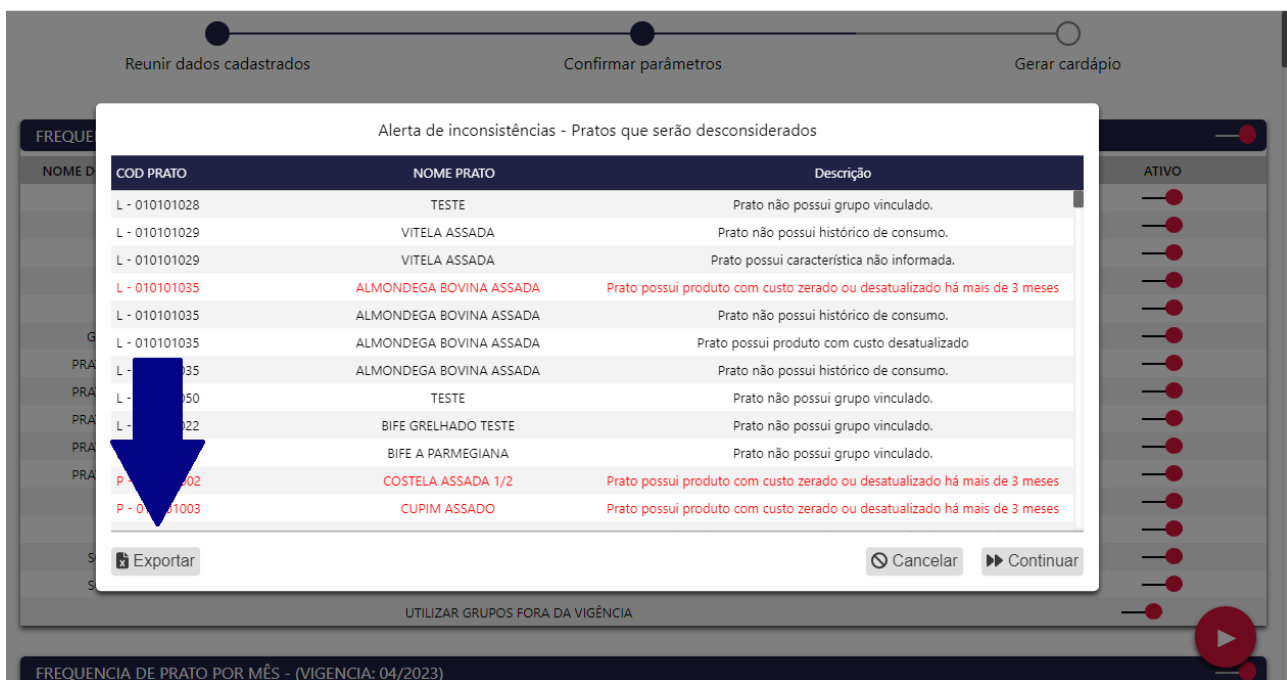 Reunir dados cadastrados Confirmar parâmetros Gerar cardápio
Alerta de inconsistências - Pratos que serão desconsiderados
NOME ATIVO
COD PRATO NOME PRATO Descrição
L - 010101028 TESTE Prato não possui grupo vinculado.
L - 010101029 VITELA ASSADA Prato não possui histórico de consumo.
L - 010101029 VITELA ASSADA Prato possui característica não informada.
L - 010101035 ALMONDEGA BOVINA ASSADA Prato possui produto com custo zerado ou desatualizado há mais de 3 meses
L - 010101035 ALMONDEGA BOVINA ASSADA Prato não possui histórico de consumo.
L - 010101035 ALMONDEGA BOVINA ASSADA Prato possui produto com custo desatualizado
L - ALMONDEGA BOVINA ASSADA Prato não possui histórico de consumo.
L - TESTE Prato não possui grupo vinculado.
L - BIFE GRELHADO TESTE Prato não possui grupo vinculado.
BIFE A PARMEGIANA Prato não possui grupo vinculado.
P - COSTELA ASSADA 1/2 Prato possui produto com custo zerado ou desatualizado há mais de 3 meses
P - CUPIM ASSADO Prato possui produto com custo zerado ou desatualizado há mais de 3 meses
Exportar Cancelar Continuar
UTILIZAR GRUPOS FORA DA VIGÊNCIA
FREQUENCIA DE PRATO POR MÊS - (VIGENCIA: 04/2023)